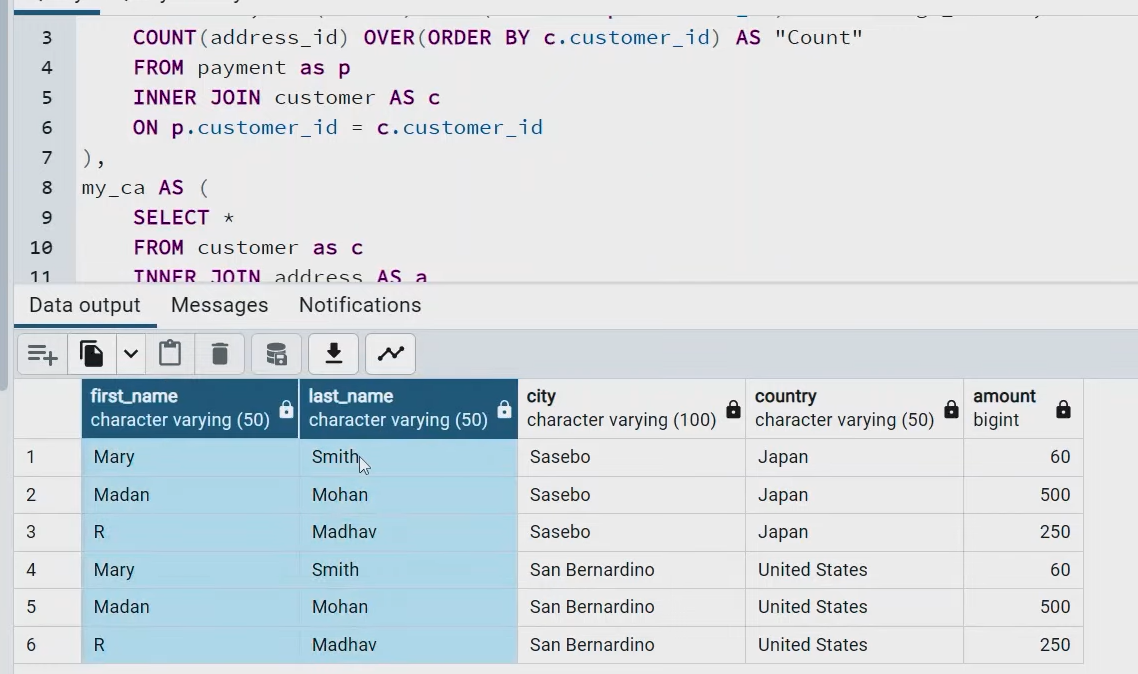 3 COUNT(address_id) OVER(ORDER BY c.customer_id) AS "Count"
4 FROM payment as p
5 INNER JOIN customer AS c
6 ON p.customer_id = c.customer_id
7 ),
8 my_ca AS (
9 SELECT *
10 FROM customer as c
11 INNER JOIN address AS a
Data output Messages Notifications
first_name last_name city country amount
character varying (50) character varying (50) character varying (100) character varying (50) bigint
1 Mary Smith Sasebo Japan 60
2 Madan Mohan Sasebo Japan 500
3 R Madhav Sasebo Japan 250
4 Mary Smith San Bernardino United States 60
5 Madan Mohan San Bernardino United States 500
6 R Madhav San Bernardino United States 250